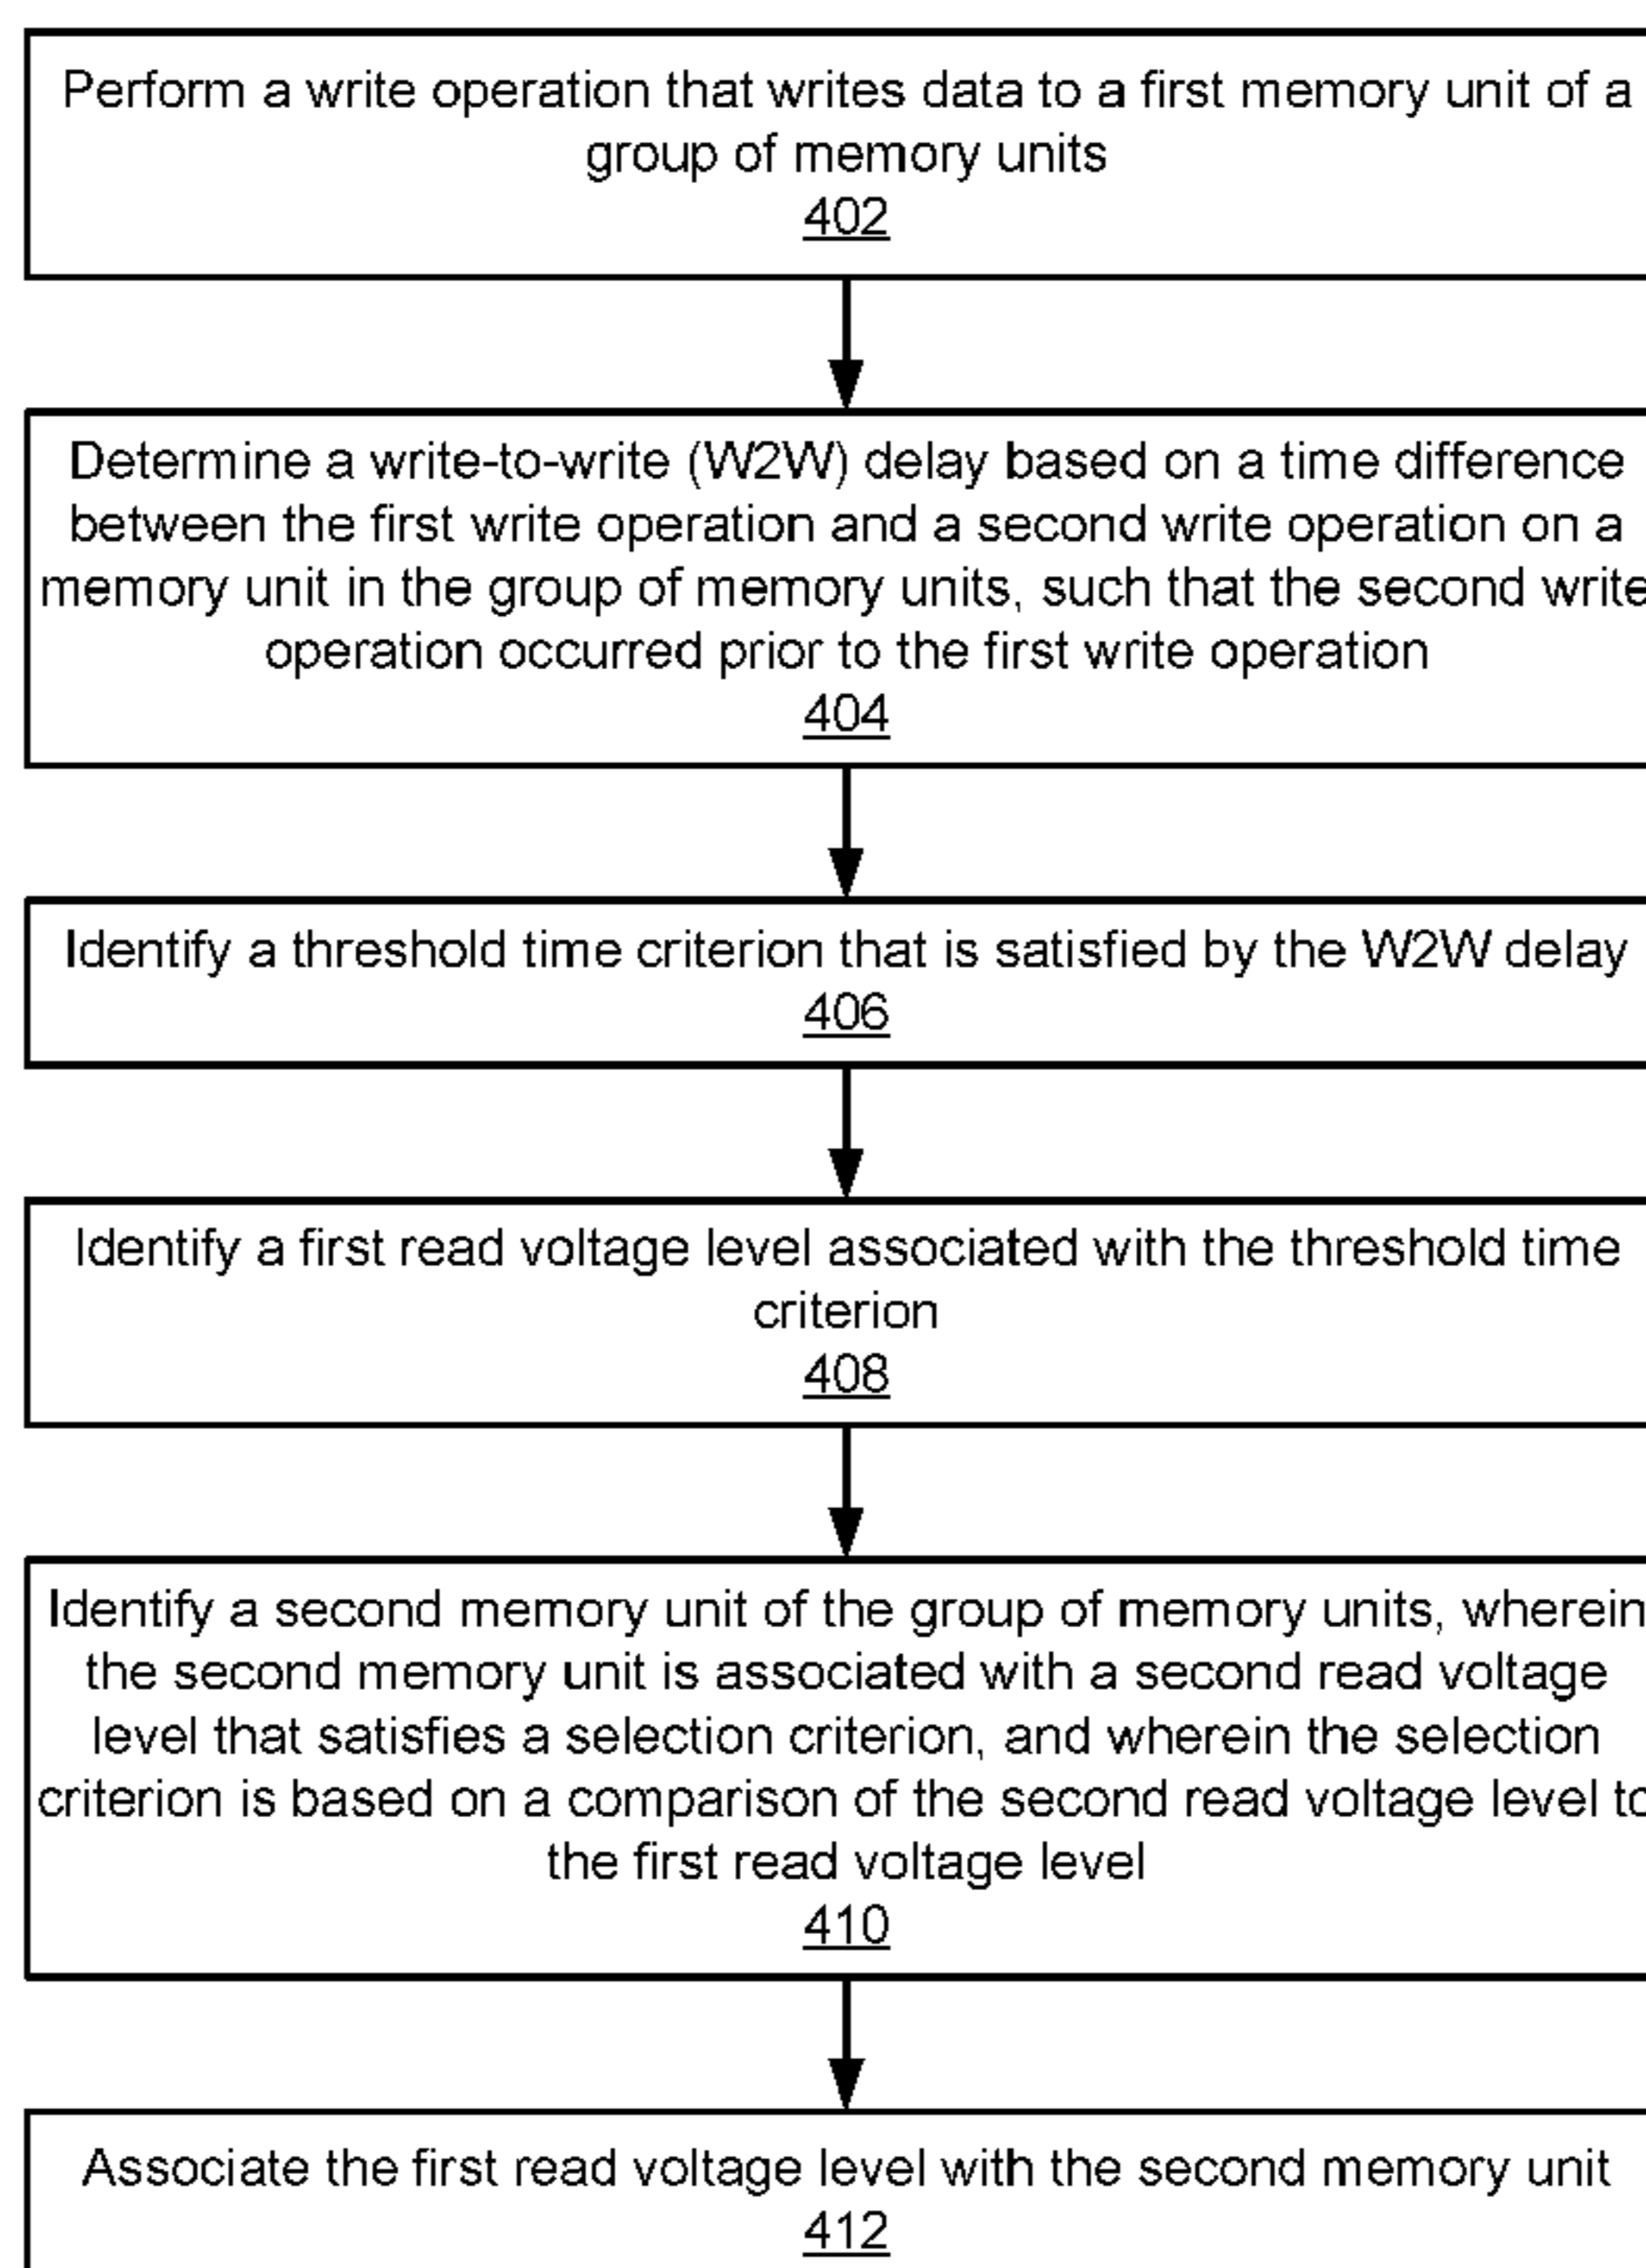 Perform a write operation that writes data to a first memory unit of a
group of memory units
402
Determine a write-to-write (W2W) delay based on a time difference
between the first write operation and a second write operation on a
memory unit in the group of memory units, such that the second write
operation occurred prior to the first write operation
404
Identify a threshold time criterion that is satisfied by the W2W delay
406
Identify a first read voltage level associated with the threshold time
criterion
408
Identify a second memory unit of the group of memory units, wherein
the second memory unit is associated with a second read voltage
level that satisfies a selection criterion, and wherein the selection
criterion is based on a comparison of the second read voltage level to
the first read voltage level
410
Associate the first read voltage level with the second memory unit
412